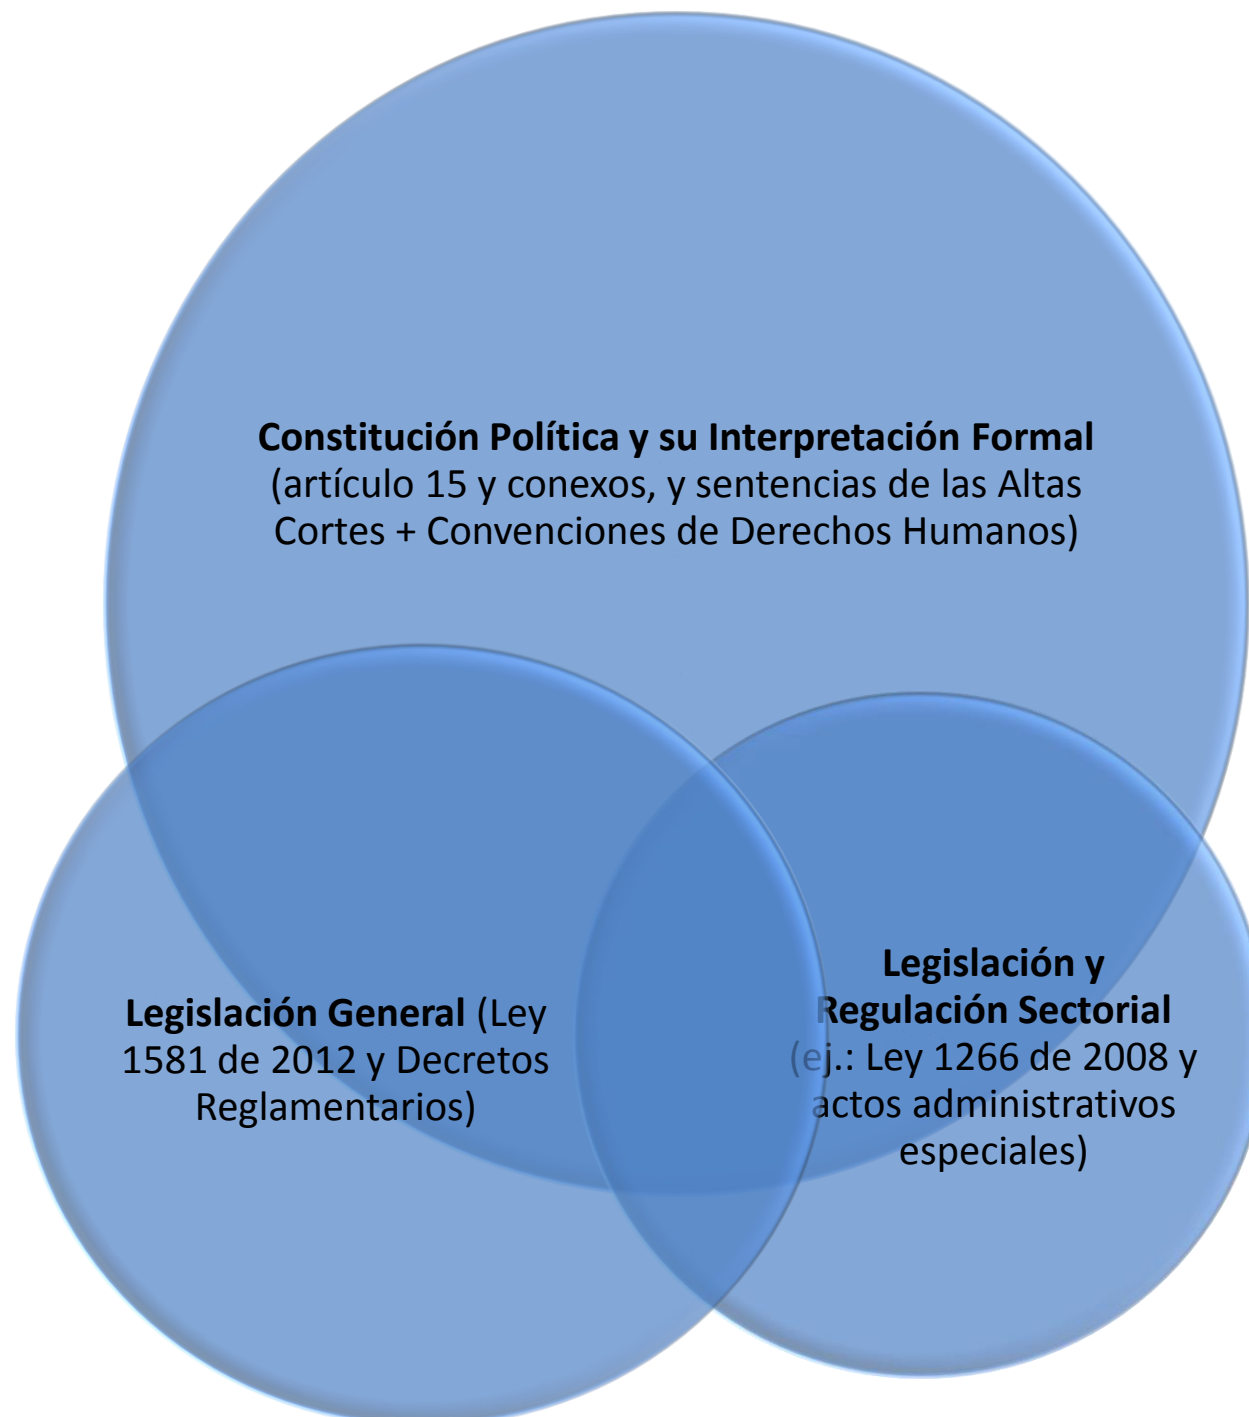 Constitución Política y su Interpretación Formal
(artículo 15 y conexos, y sentencias de las Altas
Cortes + Convenciones de Derechos Humanos)
Legislación General (Ley
1581 de 2012 y Decretos
Reglamentarios)
Legislación y
Regulación Sectorial
(ej.: Ley 1266 de 2008 y
actos administrativos
especiales)